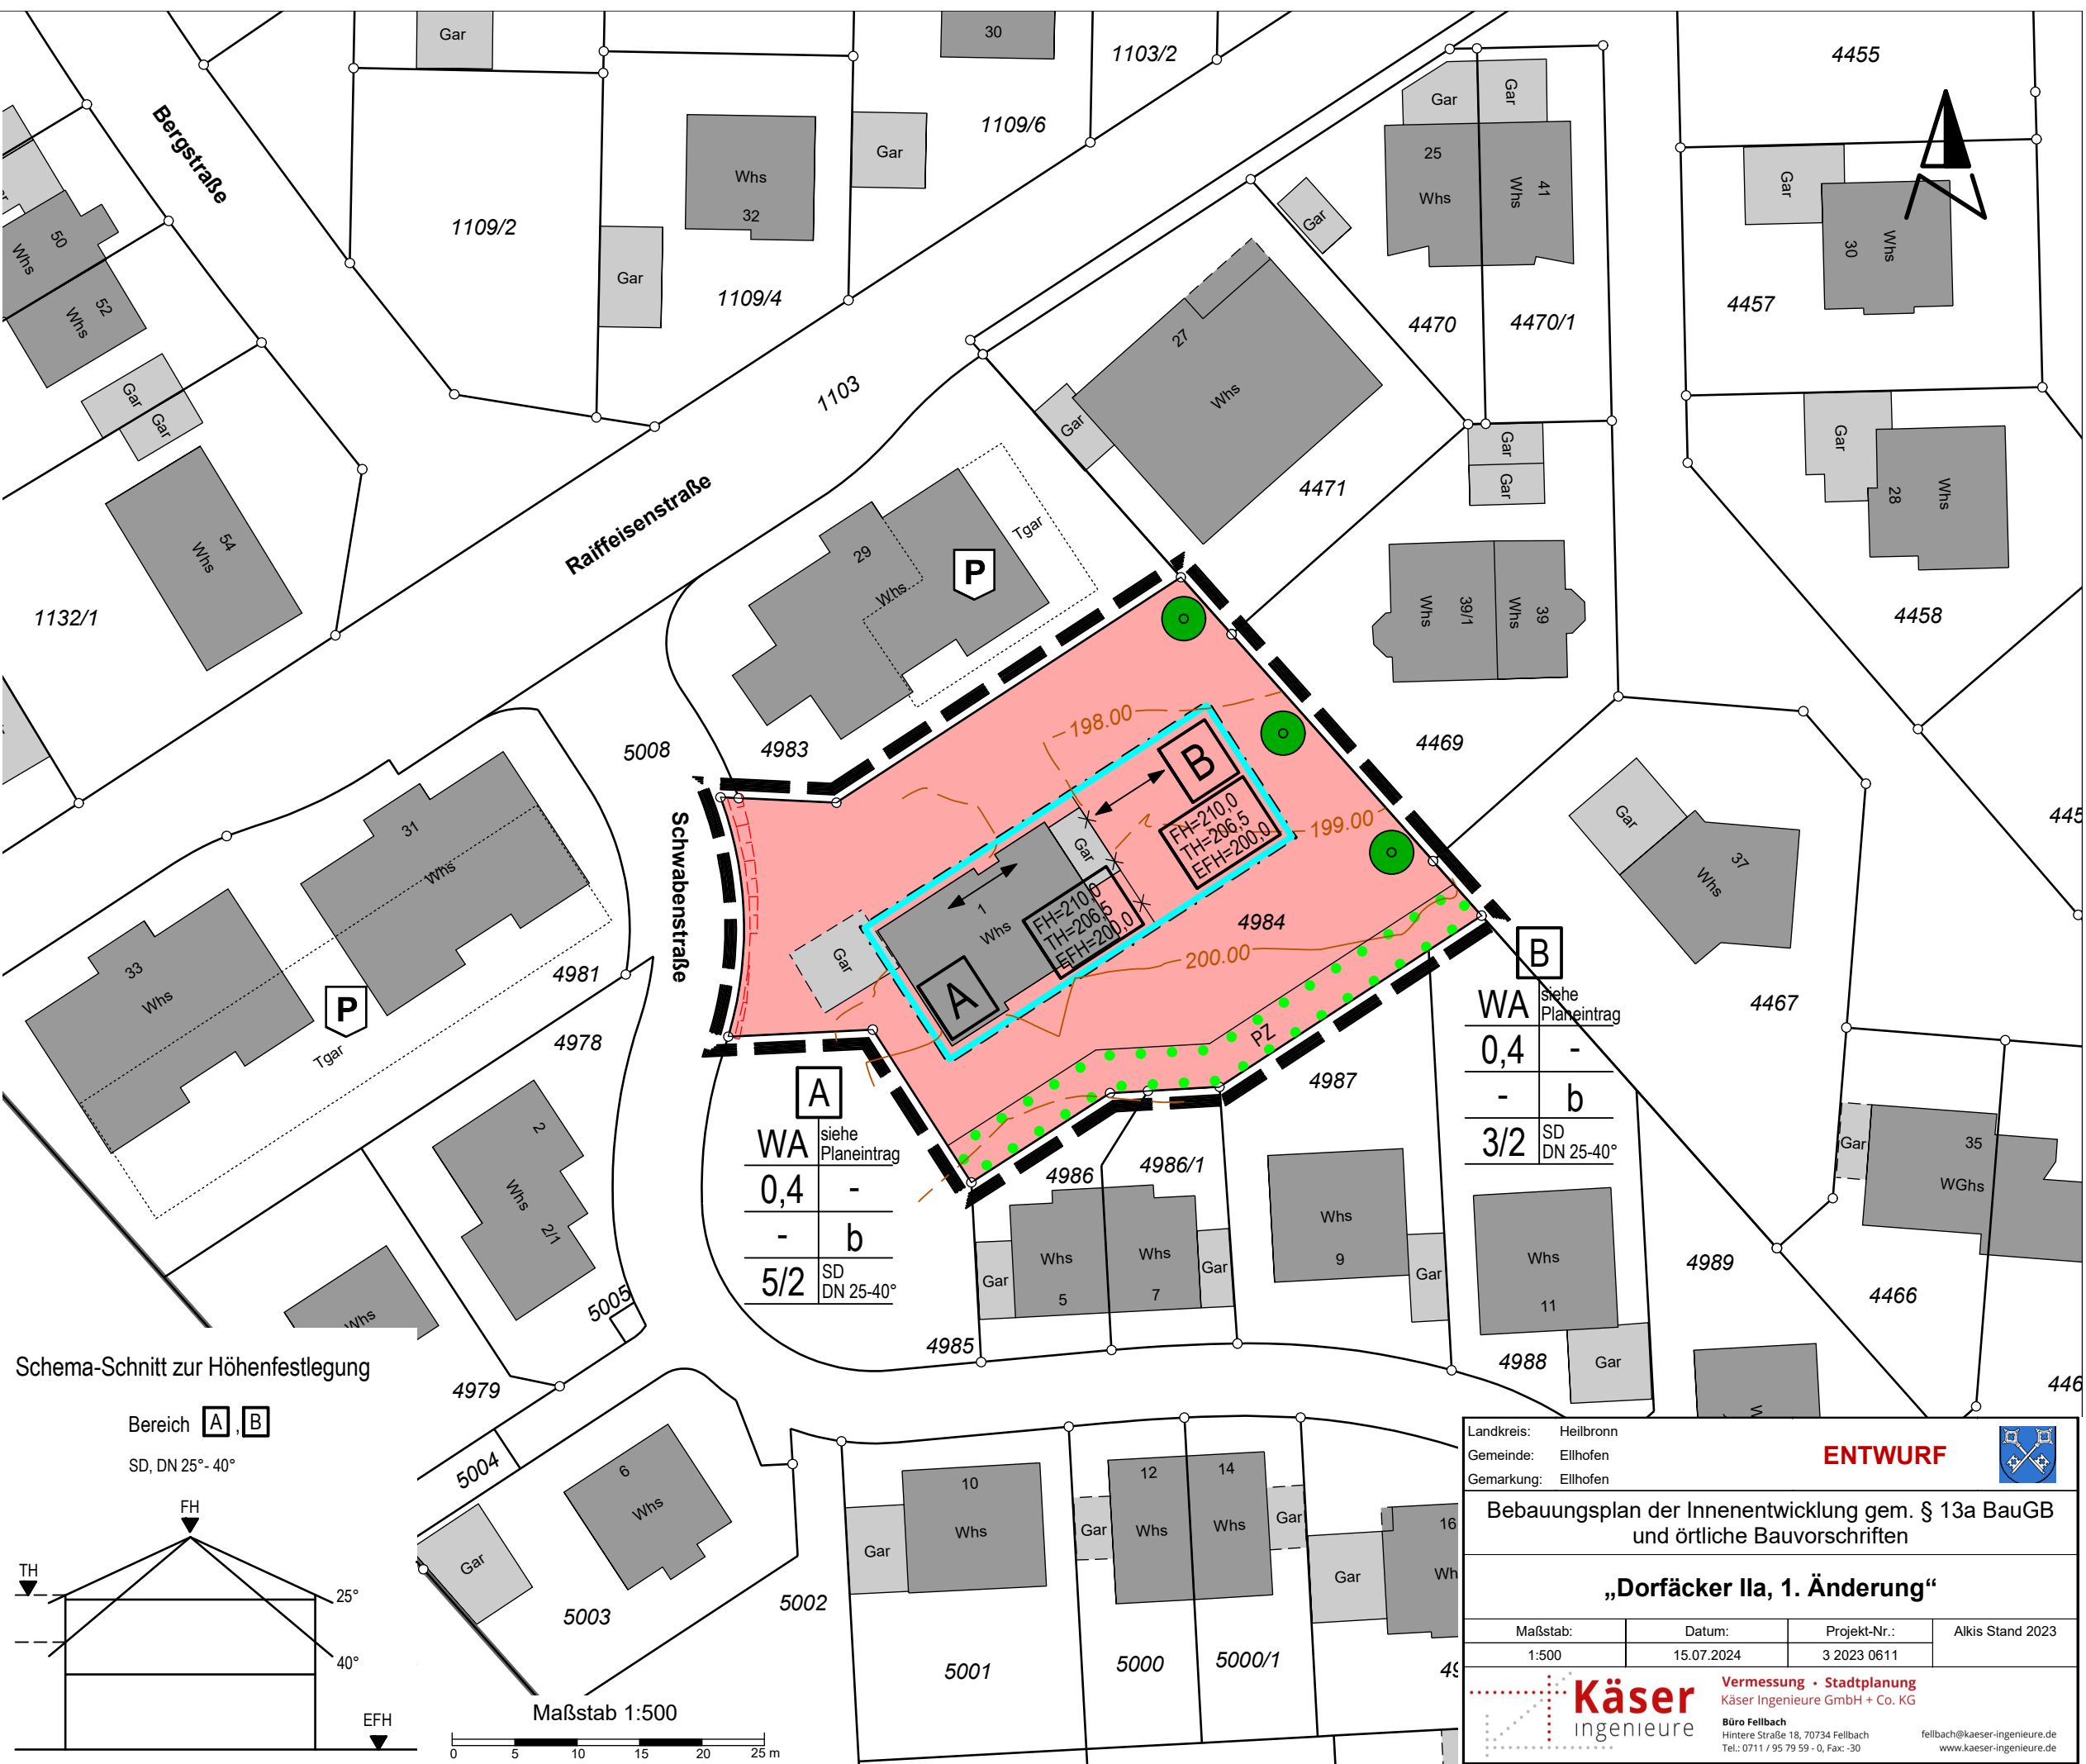 Gar
30
1103/2
4455
Bergstraße
1109/6
Gar
Gar
Gar
25
Whs
41
Whs
Gar
Whs
32
1109/2
Gar
Gar
30
Whs
50
Whs
52
Whs
Gar
1109/4
4457
27
Whs
4470
4470/1
1103
Gar
Gar
Gar
Gar
54
Whs
Raiffeisenstraße
4471
Gar
Gar
Gar
28
Whs
29
Whs
P
Tgar
1132/1
39/1
Whs
39
Whs
4458
5008
4983
198.00
4469
B
FH=210,0
TH=206,5
EFH=200,0
199.00
Gar
37
Whs
445
31
Whs
Schwabenstraße
Gar
1
Whs
FH=210,0
TH=206,5
EFH=200,0
4984
Gar
A
200.00
33
Whs
P
Tgar
4981
4978
PZ
4987
4467
B
WA siehe
Planeintrag
0,4 -
- b
3/2 SD
DN 25-40°
A
WA siehe
Planeintrag
0,4 -
- b
5/2 SD
DN 25-40°
2
Whs
2/1
4986
4986/1
Gar
35
WGhs
Whs
5005
Gar
Whs
5
Whs
7
Gar
Whs
9
Gar
Whs
11
4989
4466
4985
4988
Gar
446
4979
Schema-Schnitt zur Höhenfestlegung
Bereich A , B
SD, DN 25°- 40°
FH
TH
25°
40°
EFH
5004
6
Whs
Gar
5003
5002
10
Whs
Gar
5001
12
Whs
14
Whs
Gar
Gar
5000
5000/1
16
Wh
Gar
49
Maßstab 1:500
0 5 10 15 20 25 m
Landkreis: Heilbronn
Gemeinde: Ellhofen
Gemarkung: Ellhofen
ENTWURF
Bebauungsplan der Innenentwicklung gem. § 13a BauGB
und örtliche Bauvorschriften
„Dorfäcker IIa, 1. Änderung“
Maßstab: Datum: Projekt-Nr.: Alkis Stand 2023
1:500 15.07.2024 3 2023 0611
Käser
ingenieure
Vermessung • Stadtplanung
Käser Ingenieure GmbH + Co. KG
Büro Fellbach
Hintere Straße 18, 70734 Fellbach fellbach@kaeser-ingenieure.de
Tel.: 0711 / 95 79 59 - 0, Fax: -30 www.kaeser-ingenieure.de